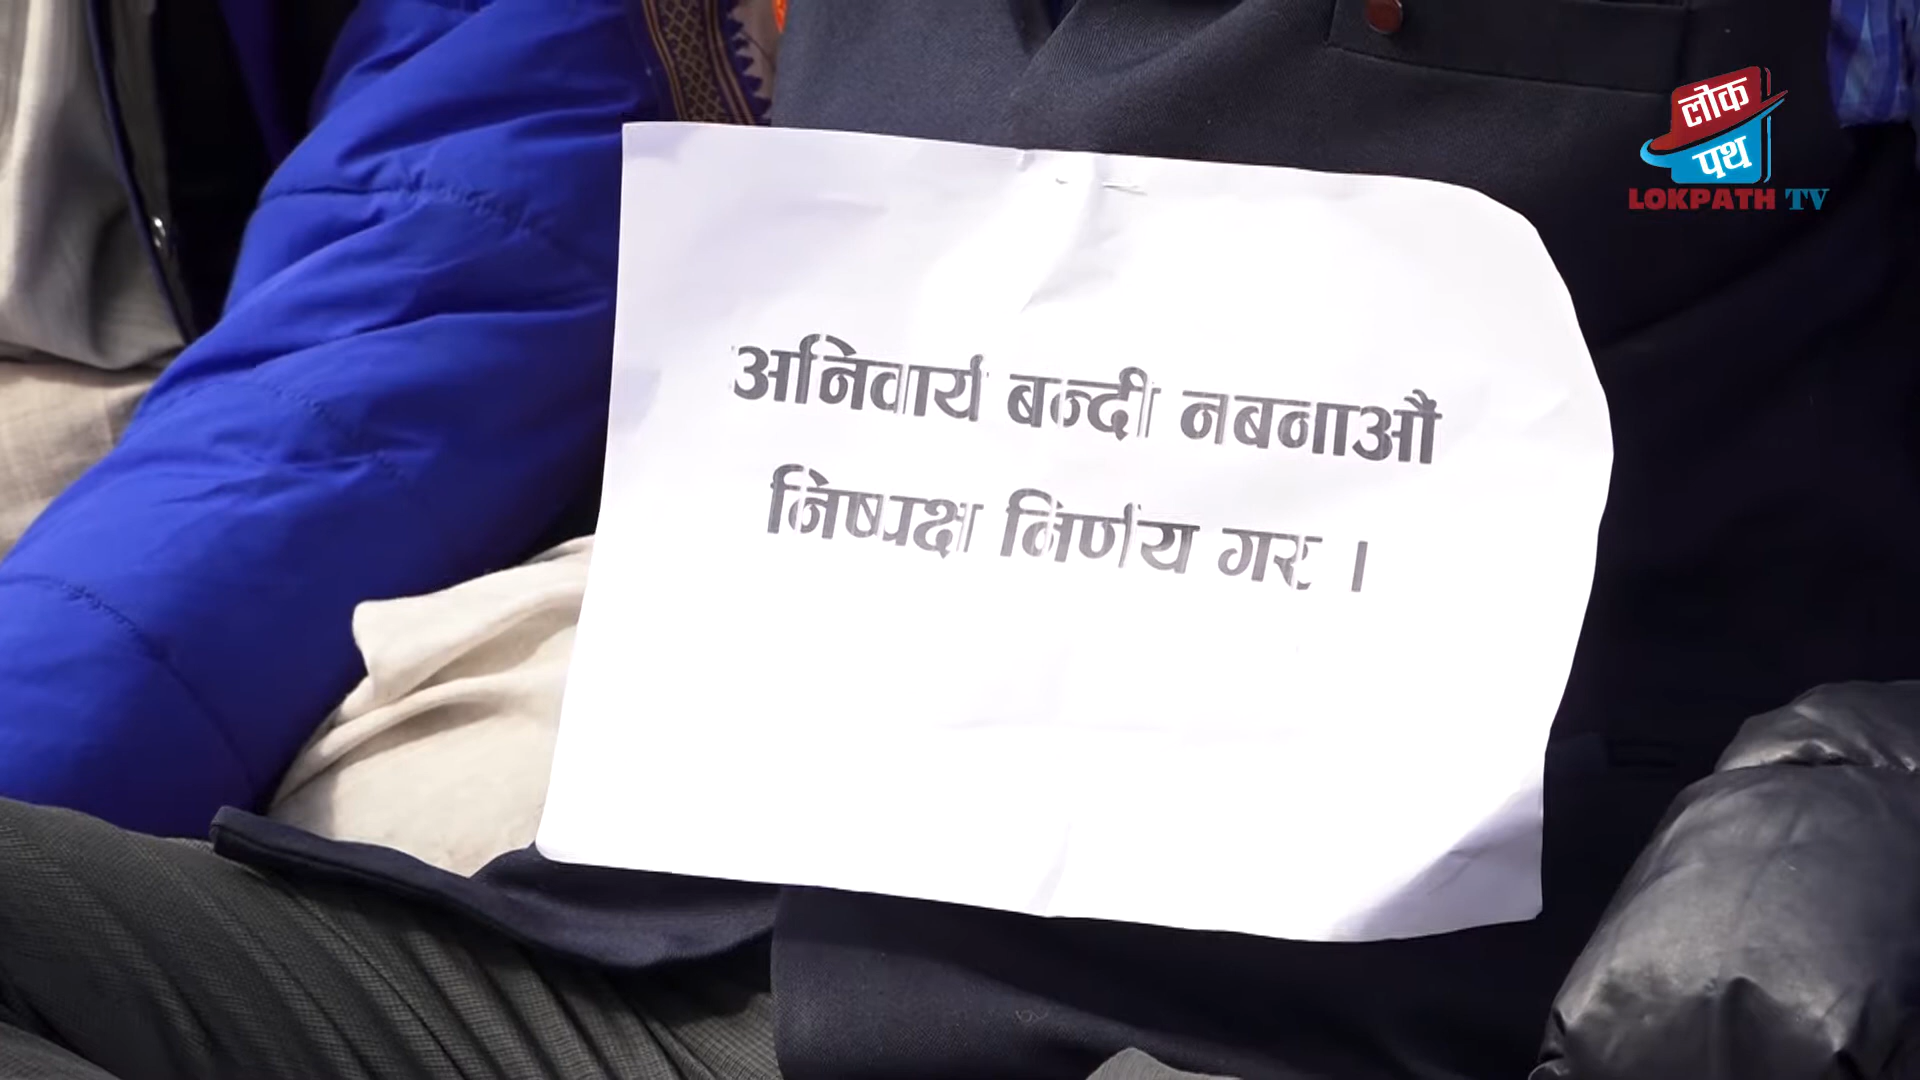 लोक
पथ
LOKPATH TV
अनिवार्य बन्दी नबनाऔं
निष्पक्ष निर्णय गर ।